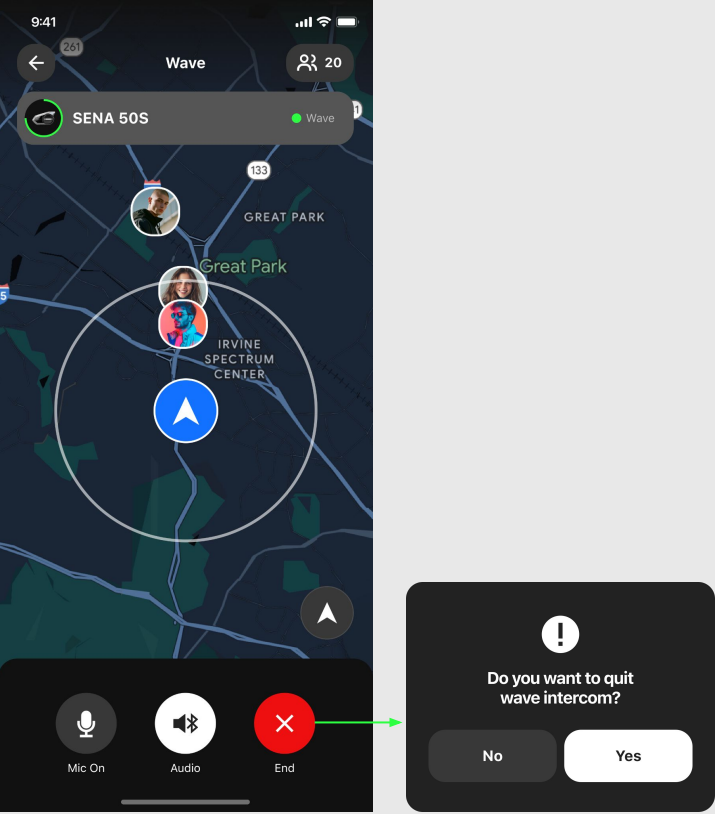 9:41
261
Wave
20
SENA 50S
Wave
133
GREAT PARK
Great Park
5
IRVINE
SPECTRUM
CENTER
Mic On
Audio
End
Do you want to quit
wave intercom?
No
Yes